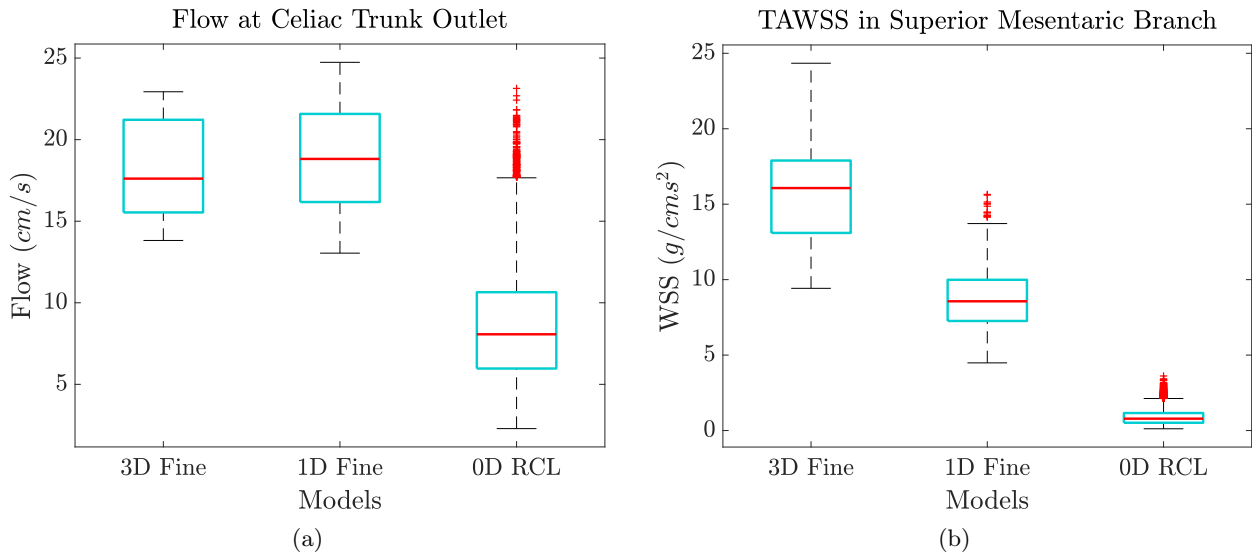 Flow at Celiac Trunk Outlet
25
20
15
10
5
Flow (cm/s)
3D Fine 1D Fine 0D RCL
Models
(a)
TAWSS in Superior Mesentaric Branch
25
20
15
10
5
0
WSS (g/cms²)
3D Fine 1D Fine 0D RCL
Models
(b)